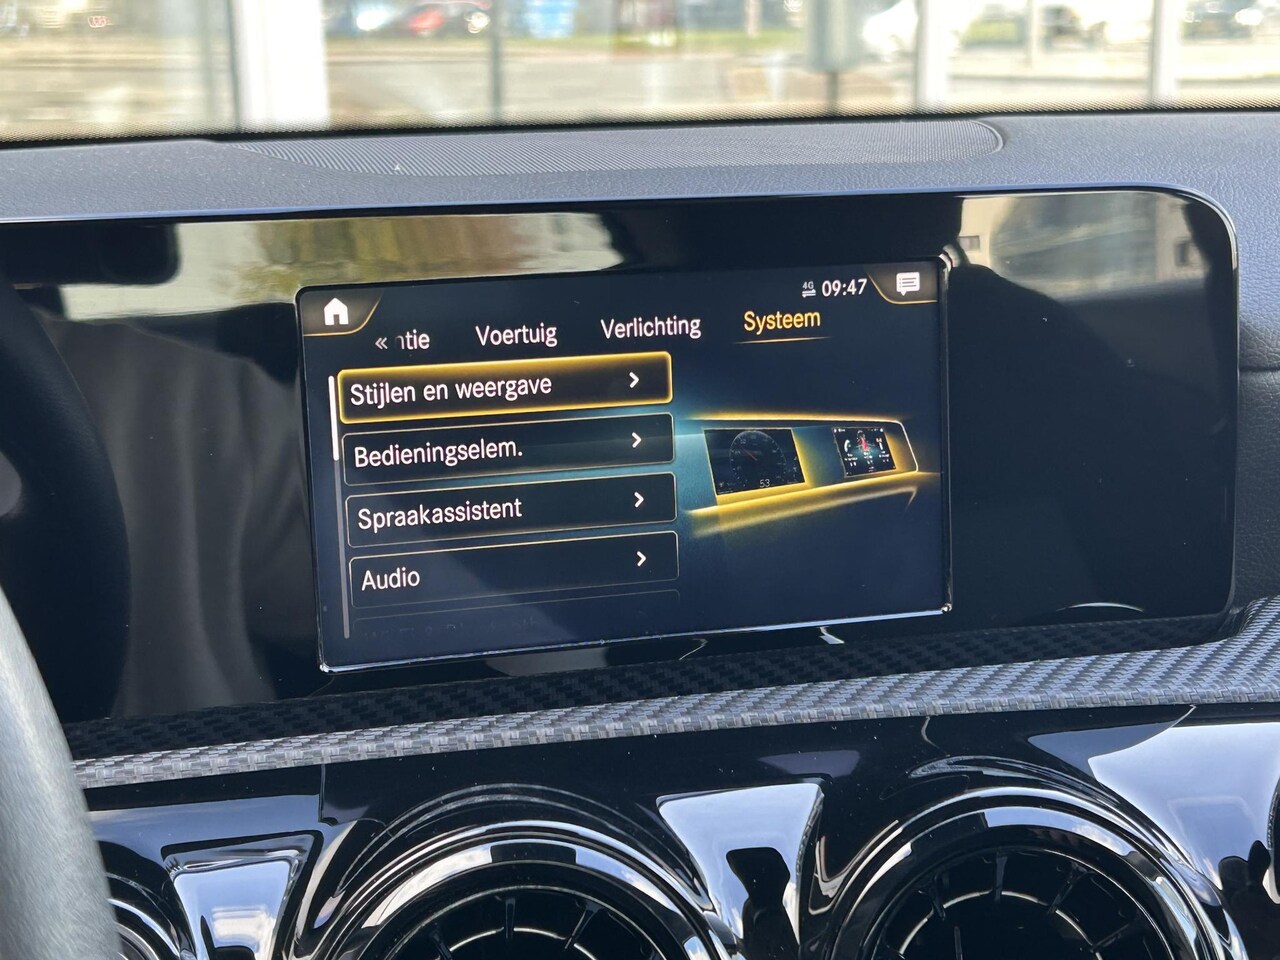 4G 09:47
« ntie Voertuig Verlichting Systeem
Stijlen en weergave
Bedieningselem.
Spraakassistent
Audio
53